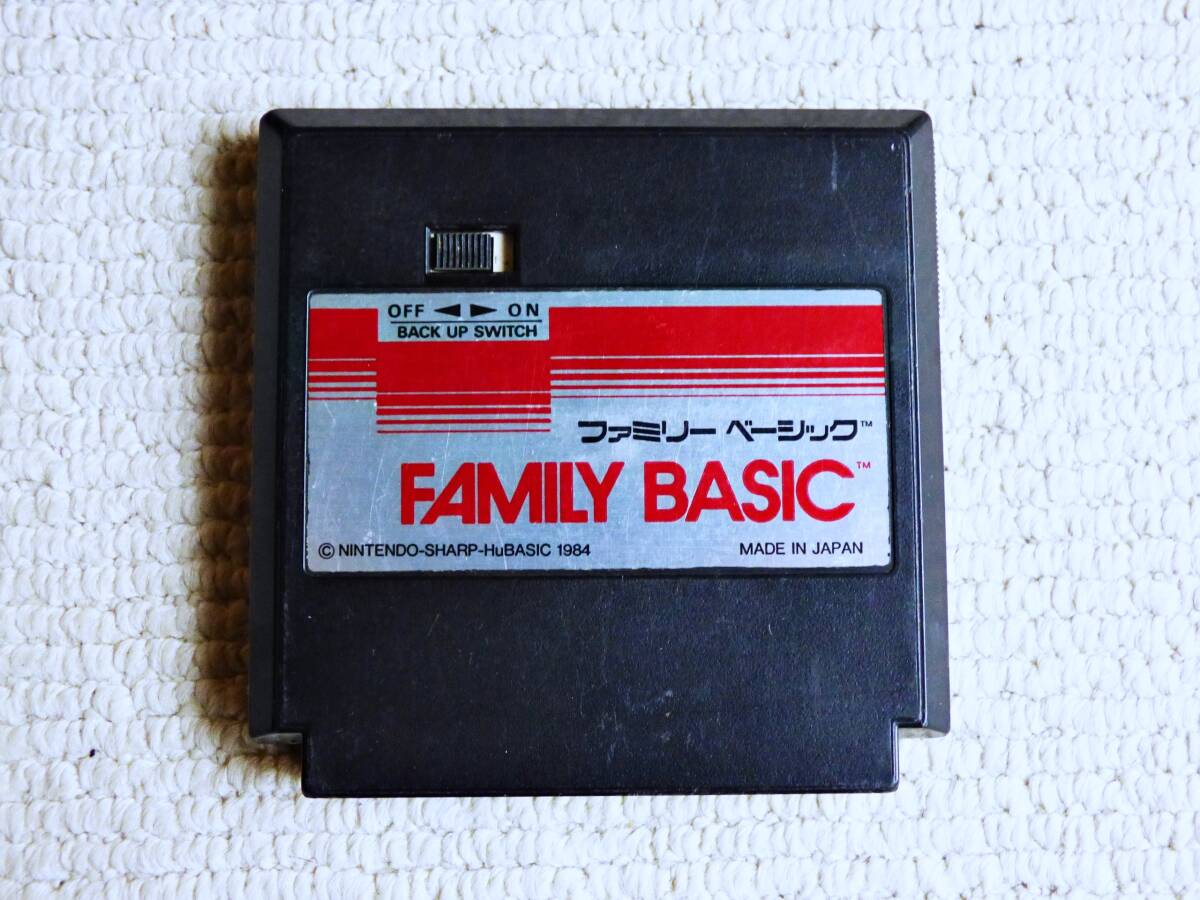 OFF ◀ ▶ ON
BACK UP SWITCH
ファミリー ベーシック™
FAMILY BASIC™
© NINTENDO-SHARP-HuBASIC 1984
MADE IN JAPAN